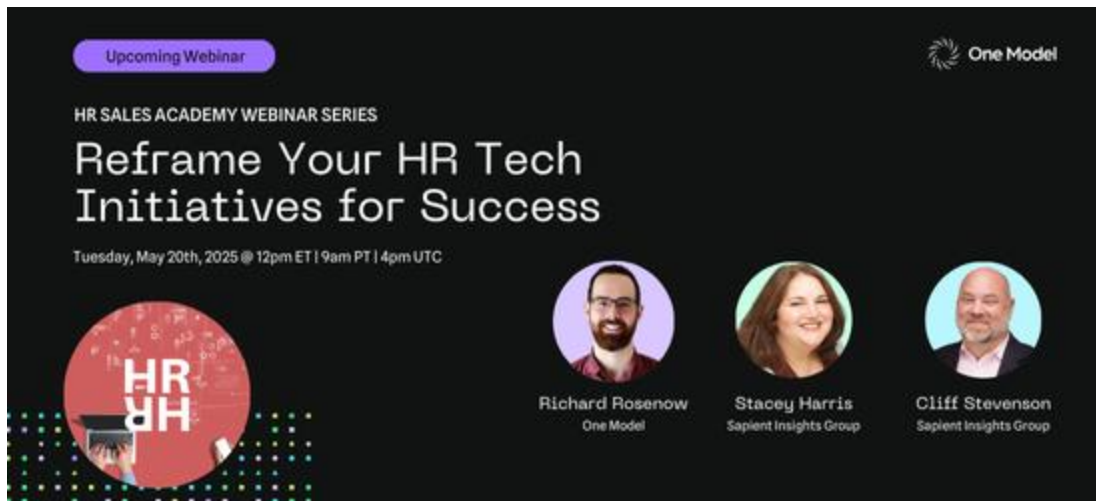 Upcoming Webinar
One Model
HR SALES ACADEMY WEBINAR SERIES
Reframe Your HR Tech
Initiatives for Success
Tuesday, May 20th, 2025 @ 12pm ET | 9am PT | 4pm UTC
HR
HR
Richard Rosenow
One Model
Stacey Harris
Sapient Insights Group
Cliff Stevenson
Sapient Insights Group